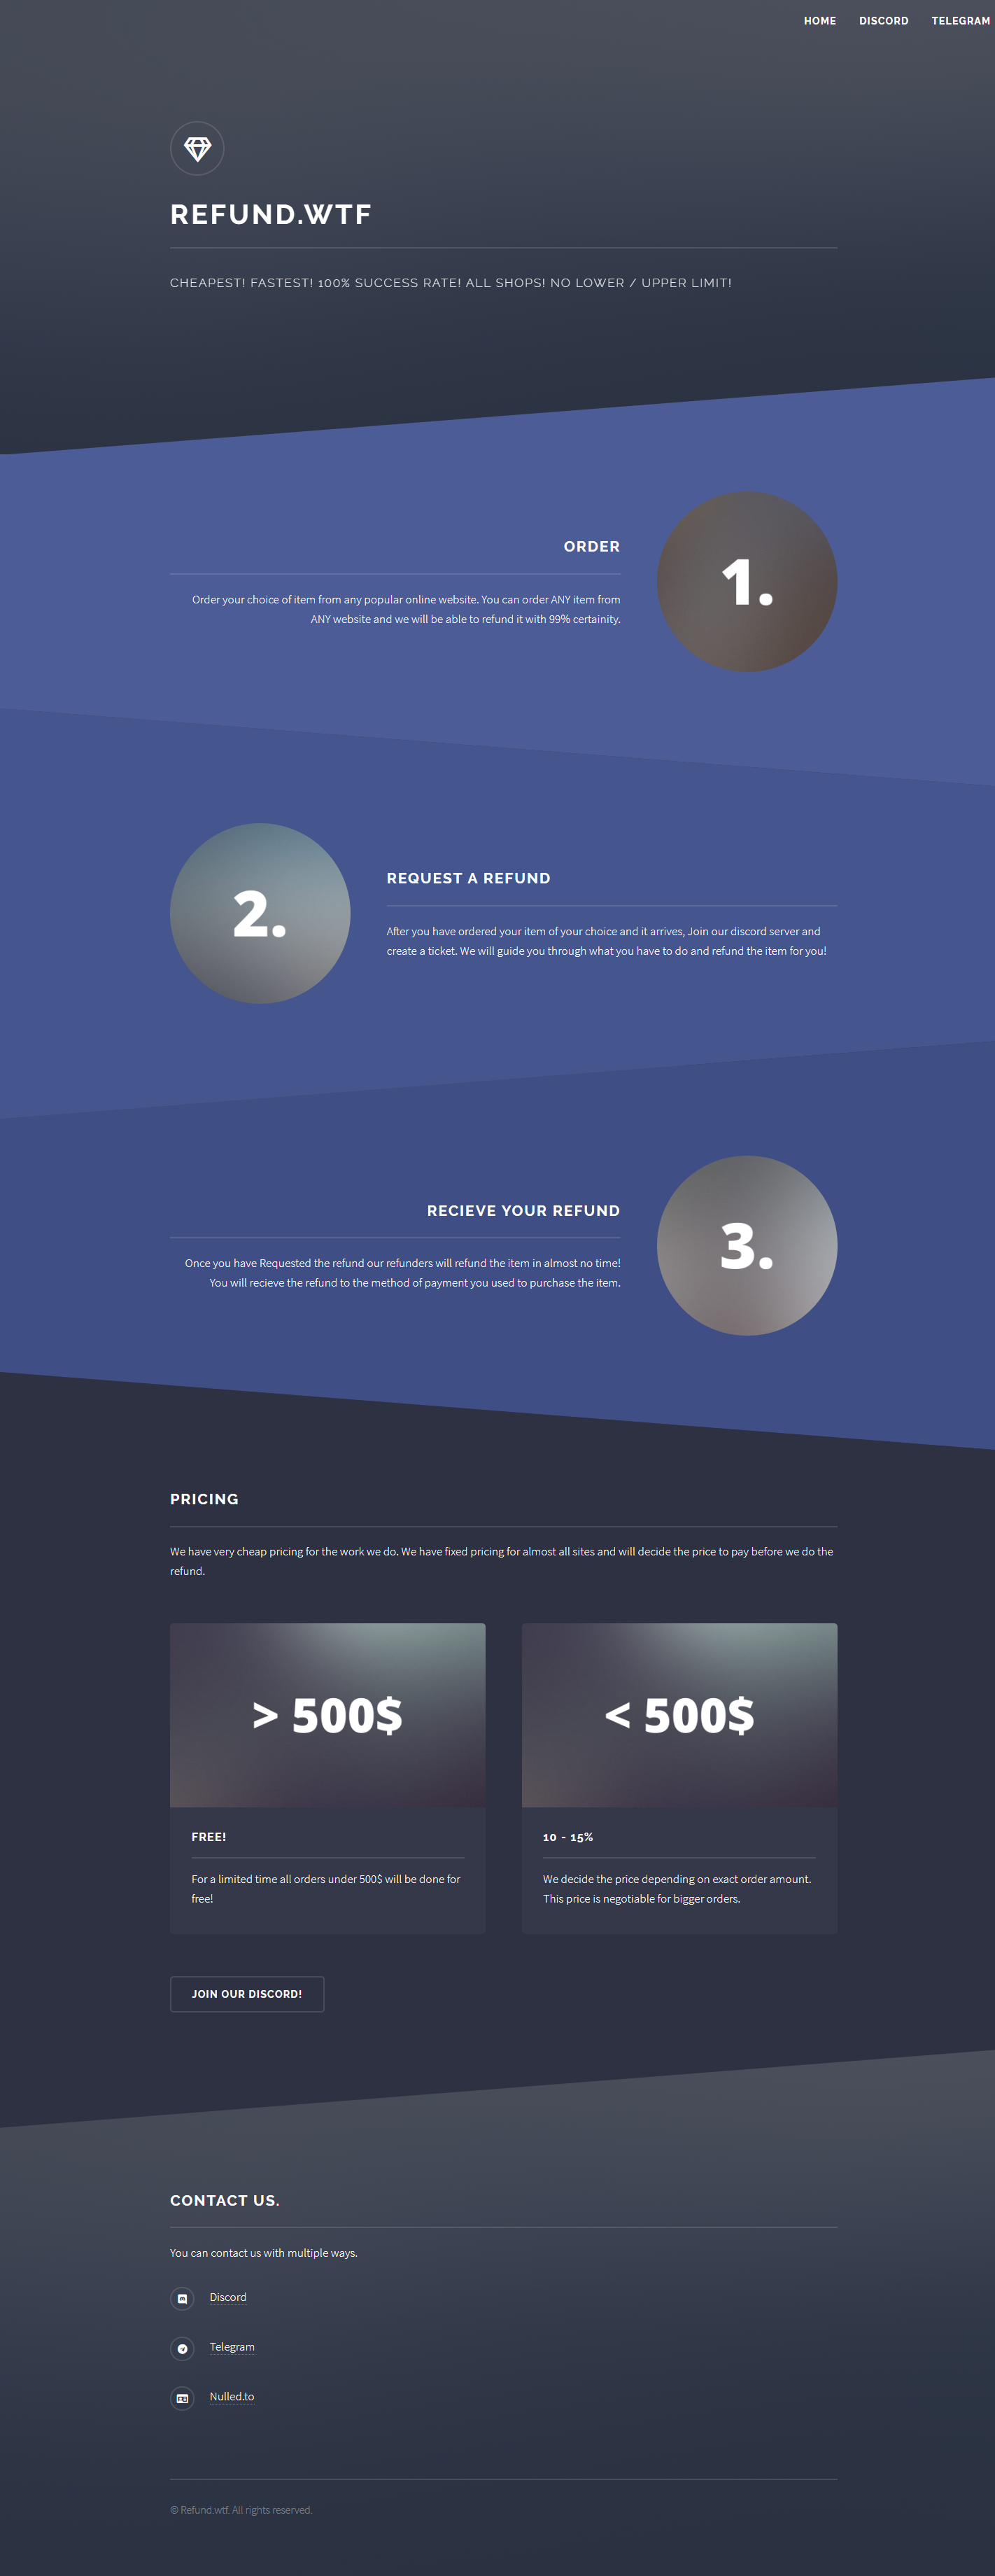 HOME DISCORD TELEGRAM
REFUND.WTF
CHEAPEST! FASTEST! 100% SUCCESS RATE! ALL SHOPS! NO LOWER / UPPER LIMIT!
ORDER
Order your choice of item from any popular online website. You can order ANY item from
ANY website and we will be able to refund it with 99% certainity.
1.
2.
REQUEST A REFUND
After you have ordered your item of your choice and it arrives, Join our discord server and
create a ticket. We will guide you through what you have to do and refund the item for you!
RECIEVE YOUR REFUND
Once you have Requested the refund our refunders will refund the item in almost no time!
You will recieve the refund to the method of payment you used to purchase the item.
3.
PRICING
We have very cheap pricing for the work we do. We have fixed pricing for almost all sites and will decide the price to pay before we do the
refund.
> 500$
FREE!
For a limited time all orders under 500$ will be done for
free!
< 500$
10 - 15%
We decide the price depending on exact order amount.
This price is negotiable for bigger orders.
JOIN OUR DISCORD!
CONTACT US.
You can contact us with multiple ways.
Discord
Telegram
Nulled.to
© Refund.wtf. All rights reserved.